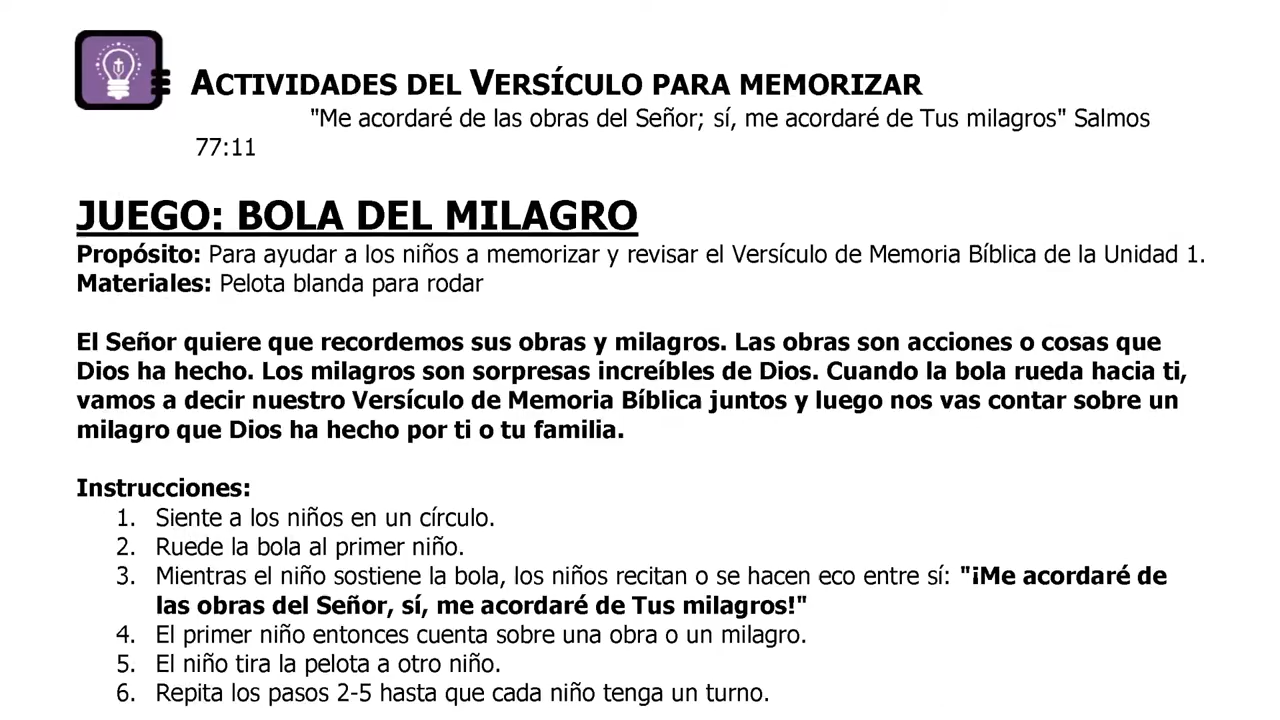 ACTIVIDADES DEL VERSÍCULO PARA MEMORIZAR
"Me acordaré de las obras del Señor; sí, me acordaré de Tus milagros" Salmos
77:11
JUEGO: BOLA DEL MILAGRO
Propósito: Para ayudar a los niños a memorizar y revisar el Versículo de Memoria Bíblica de la Unidad 1.
Materiales: Pelota blanda para rodar
El Señor quiere que recordemos sus obras y milagros. Las obras son acciones o cosas que
Dios ha hecho. Los milagros son sorpresas increíbles de Dios. Cuando la bola rueda hacia ti,
vamos a decir nuestro Versículo de Memoria Bíblica juntos y luego nos vas contar sobre un
milagro que Dios ha hecho por ti o tu familia.
Instrucciones:
1. Siente a los niños en un círculo.
2. Ruede la bola al primer niño.
3. Mientras el niño sostiene la bola, los niños recitan o se hacen eco entre sí: "¡Me acordaré de
las obras del Señor, sí, me acordaré de Tus milagros!"
4. El primer niño entonces cuenta sobre una obra o un milagro.
5. El niño tira la pelota a otro niño.
6. Repita los pasos 2-5 hasta que cada niño tenga un turno.